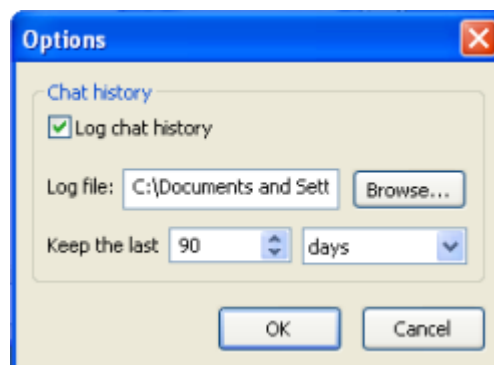 Options
Chat history
Log chat history
Log file: C:\Documents and Sett Browse...
Keep the last 90 days
OK Cancel